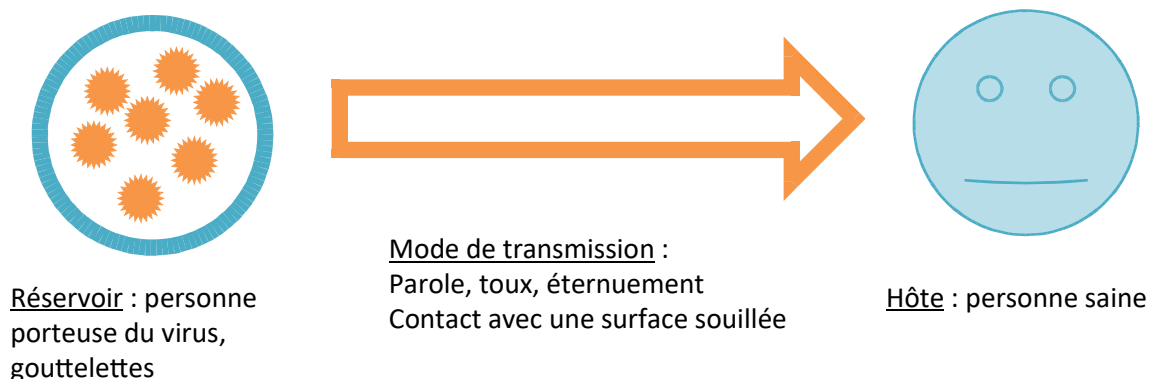 Réservoir : personne
porteuse du virus,
gouttelettes
Mode de transmission :
Parole, toux, éternuement
Contact avec une surface souillée
Hôte : personne saine